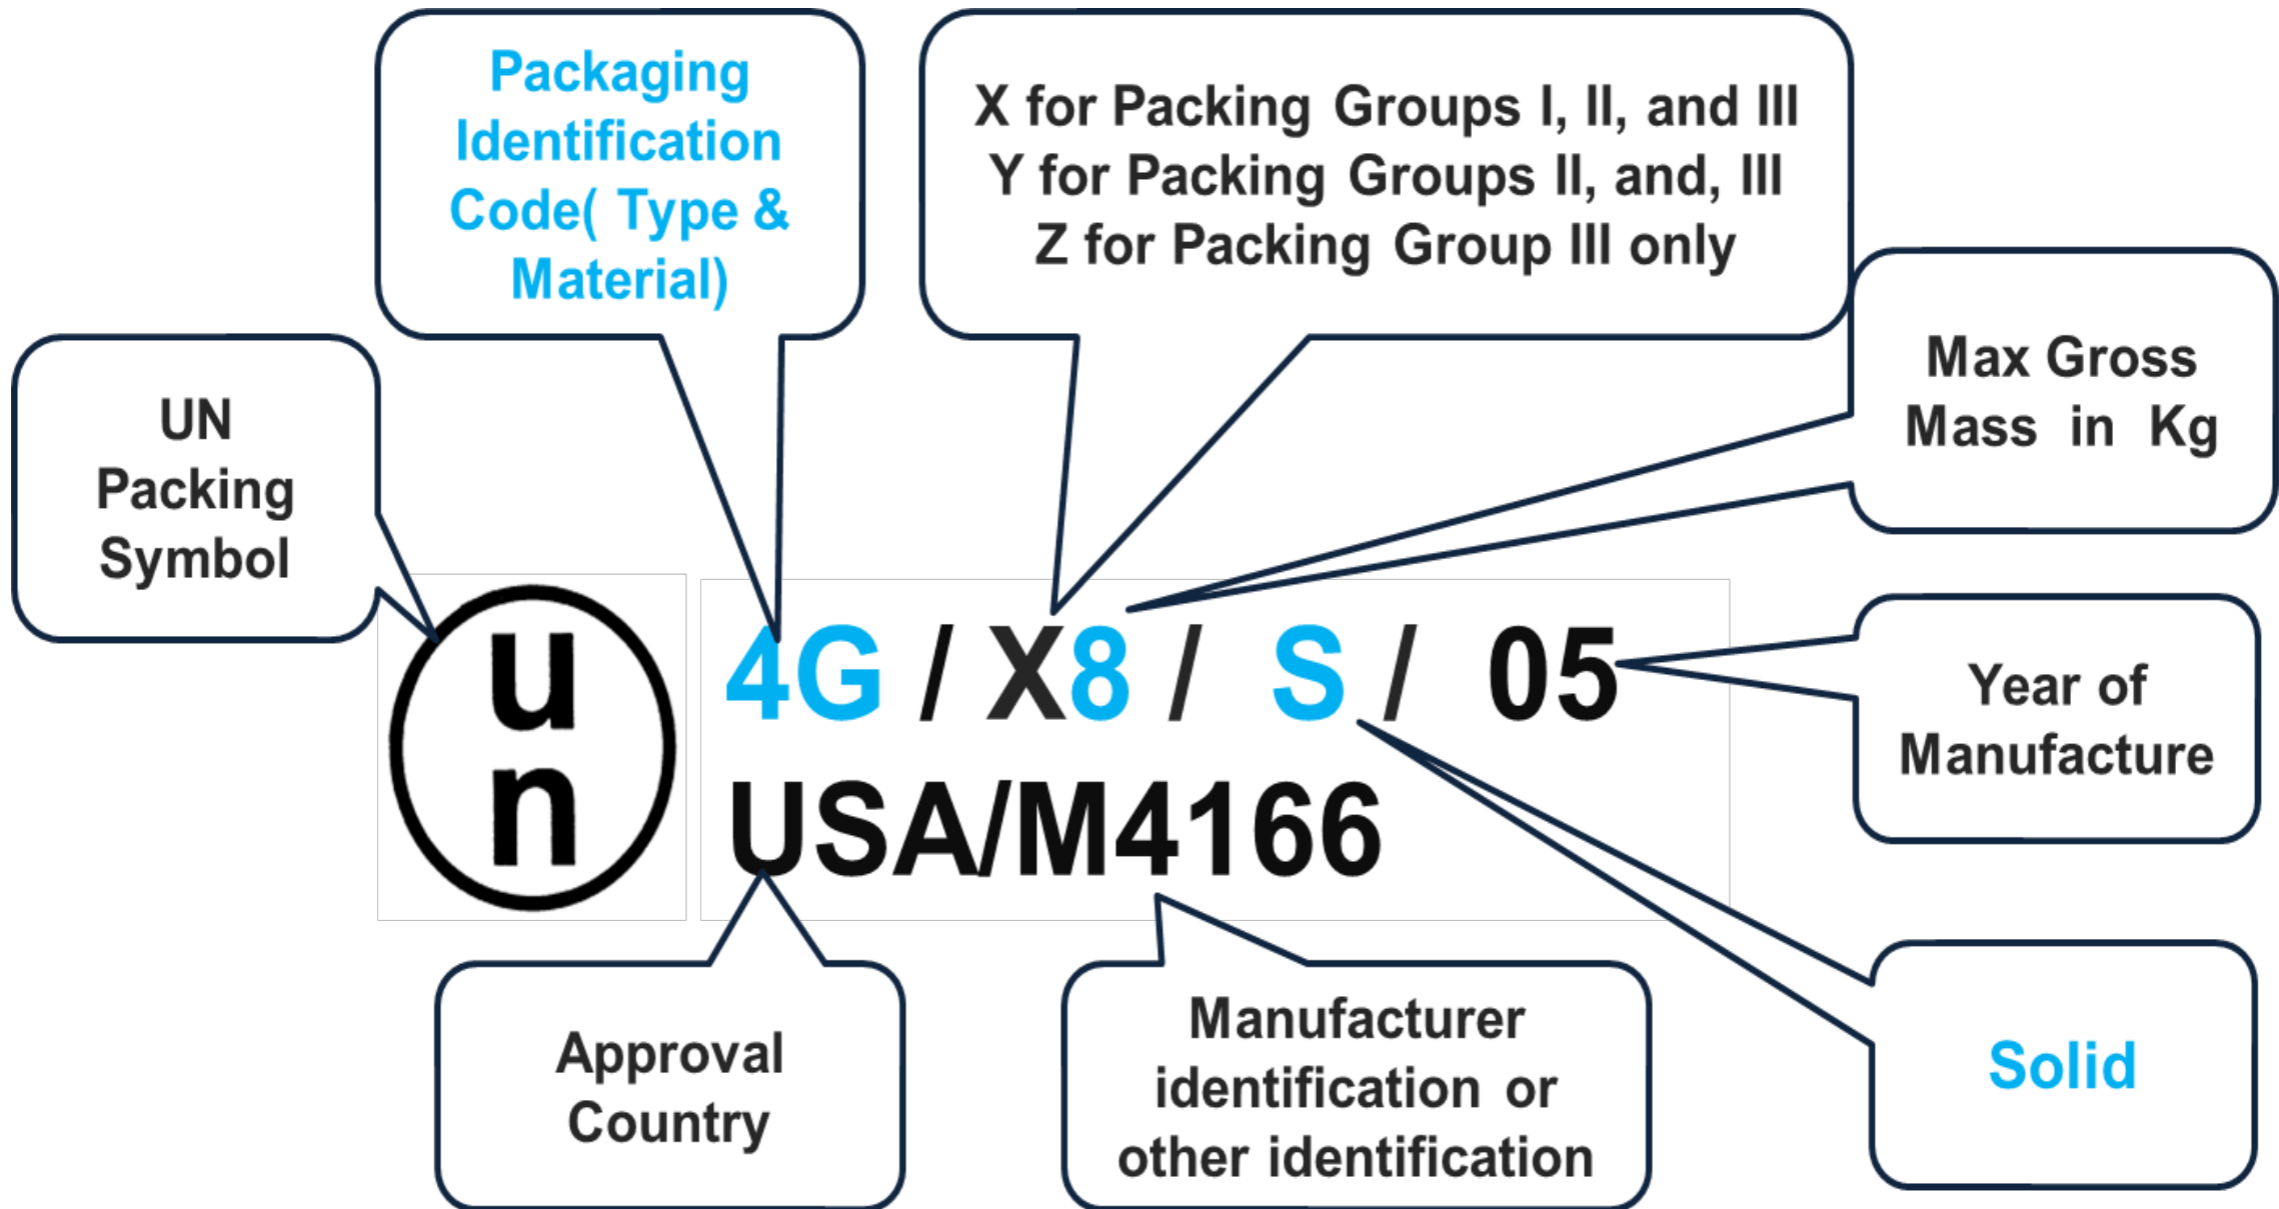 Packaging
Identification
Code( Type &
Material)
X for Packing Groups I, II, and III
Y for Packing Groups II, and, III
Z for Packing Group III only
Max Gross
Mass in Kg
UN
Packing
Symbol
u
n
4G / X8 / S / 05
USA/M4166
Year of
Manufacture
Approval
Country
Manufacturer
identification or
other identification
Solid